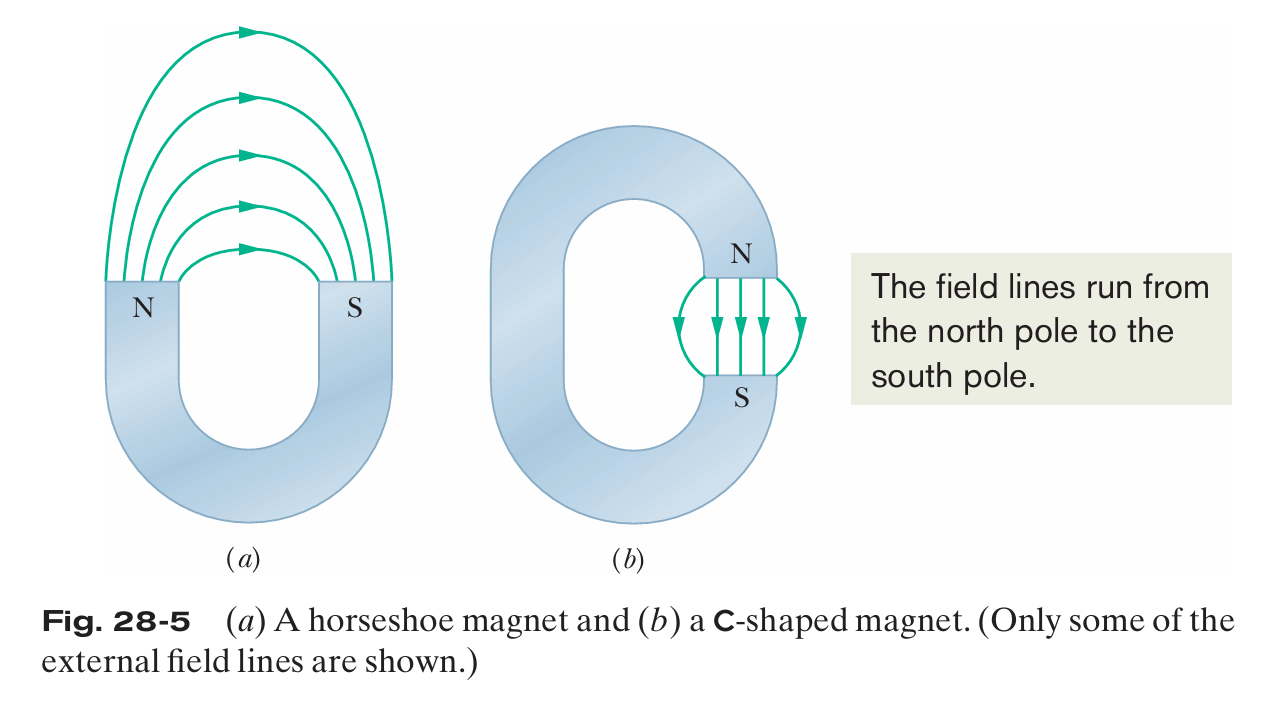 N
S
N
S
The field lines run from
the north pole to the
south pole.
(a)
(b)
Fig. 28-5 (a) A horseshoe magnet and (b) a C-shaped magnet. (Only some of the
external field lines are shown.)